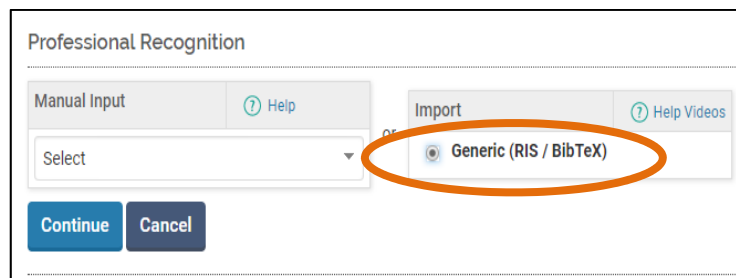 Professional Recognition
Manual Input
? Help
Select
or
Import
? Help Videos
Generic (RIS / BibTeX)
Continue
Cancel